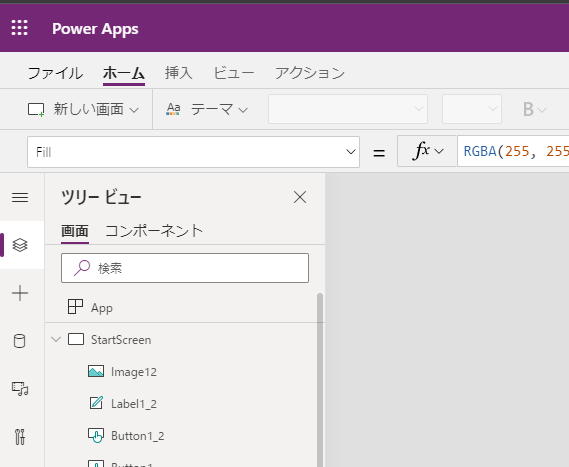 Power Apps
ファイル ホーム 挿入 ビュー アクション
新しい画面 Aa テーマ B
Fill = fx RGBA(255, 255
ツリー ビュー
画面 コンポーネント
検索
App
StartScreen
Image12
Label1_2
Button1_2
Button1